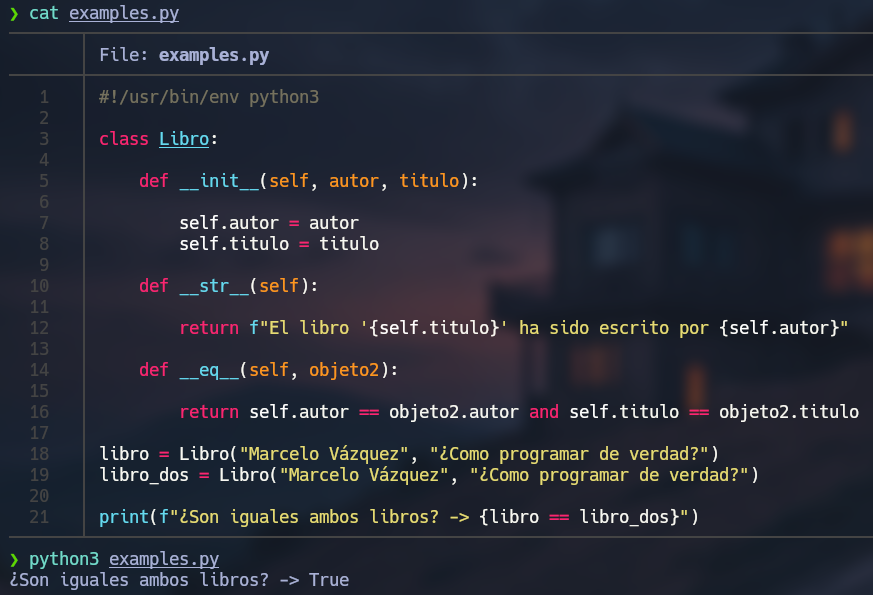 ❯ cat examples.py
File: examples.py
1 #!/usr/bin/env python3
2
3 class Libro:
4
5     def __init__(self, autor, titulo):
6
7         self.autor = autor
8         self.titulo = titulo
9
10     def __str__(self):
11
12         return f"El libro '{self.titulo}' ha sido escrito por {self.autor}"
13
14     def __eq__(self, objeto2):
15
16         return self.autor == objeto2.autor and self.titulo == objeto2.titulo
17
18 libro = Libro("Marcelo Vázquez", "¿Como programar de verdad?")
19 libro_dos = Libro("Marcelo Vázquez", "¿Como programar de verdad?")
20
21 print(f"¿Son iguales ambos libros? -> {libro == libro_dos}")
❯ python3 examples.py
¿Son iguales ambos libros? -> True